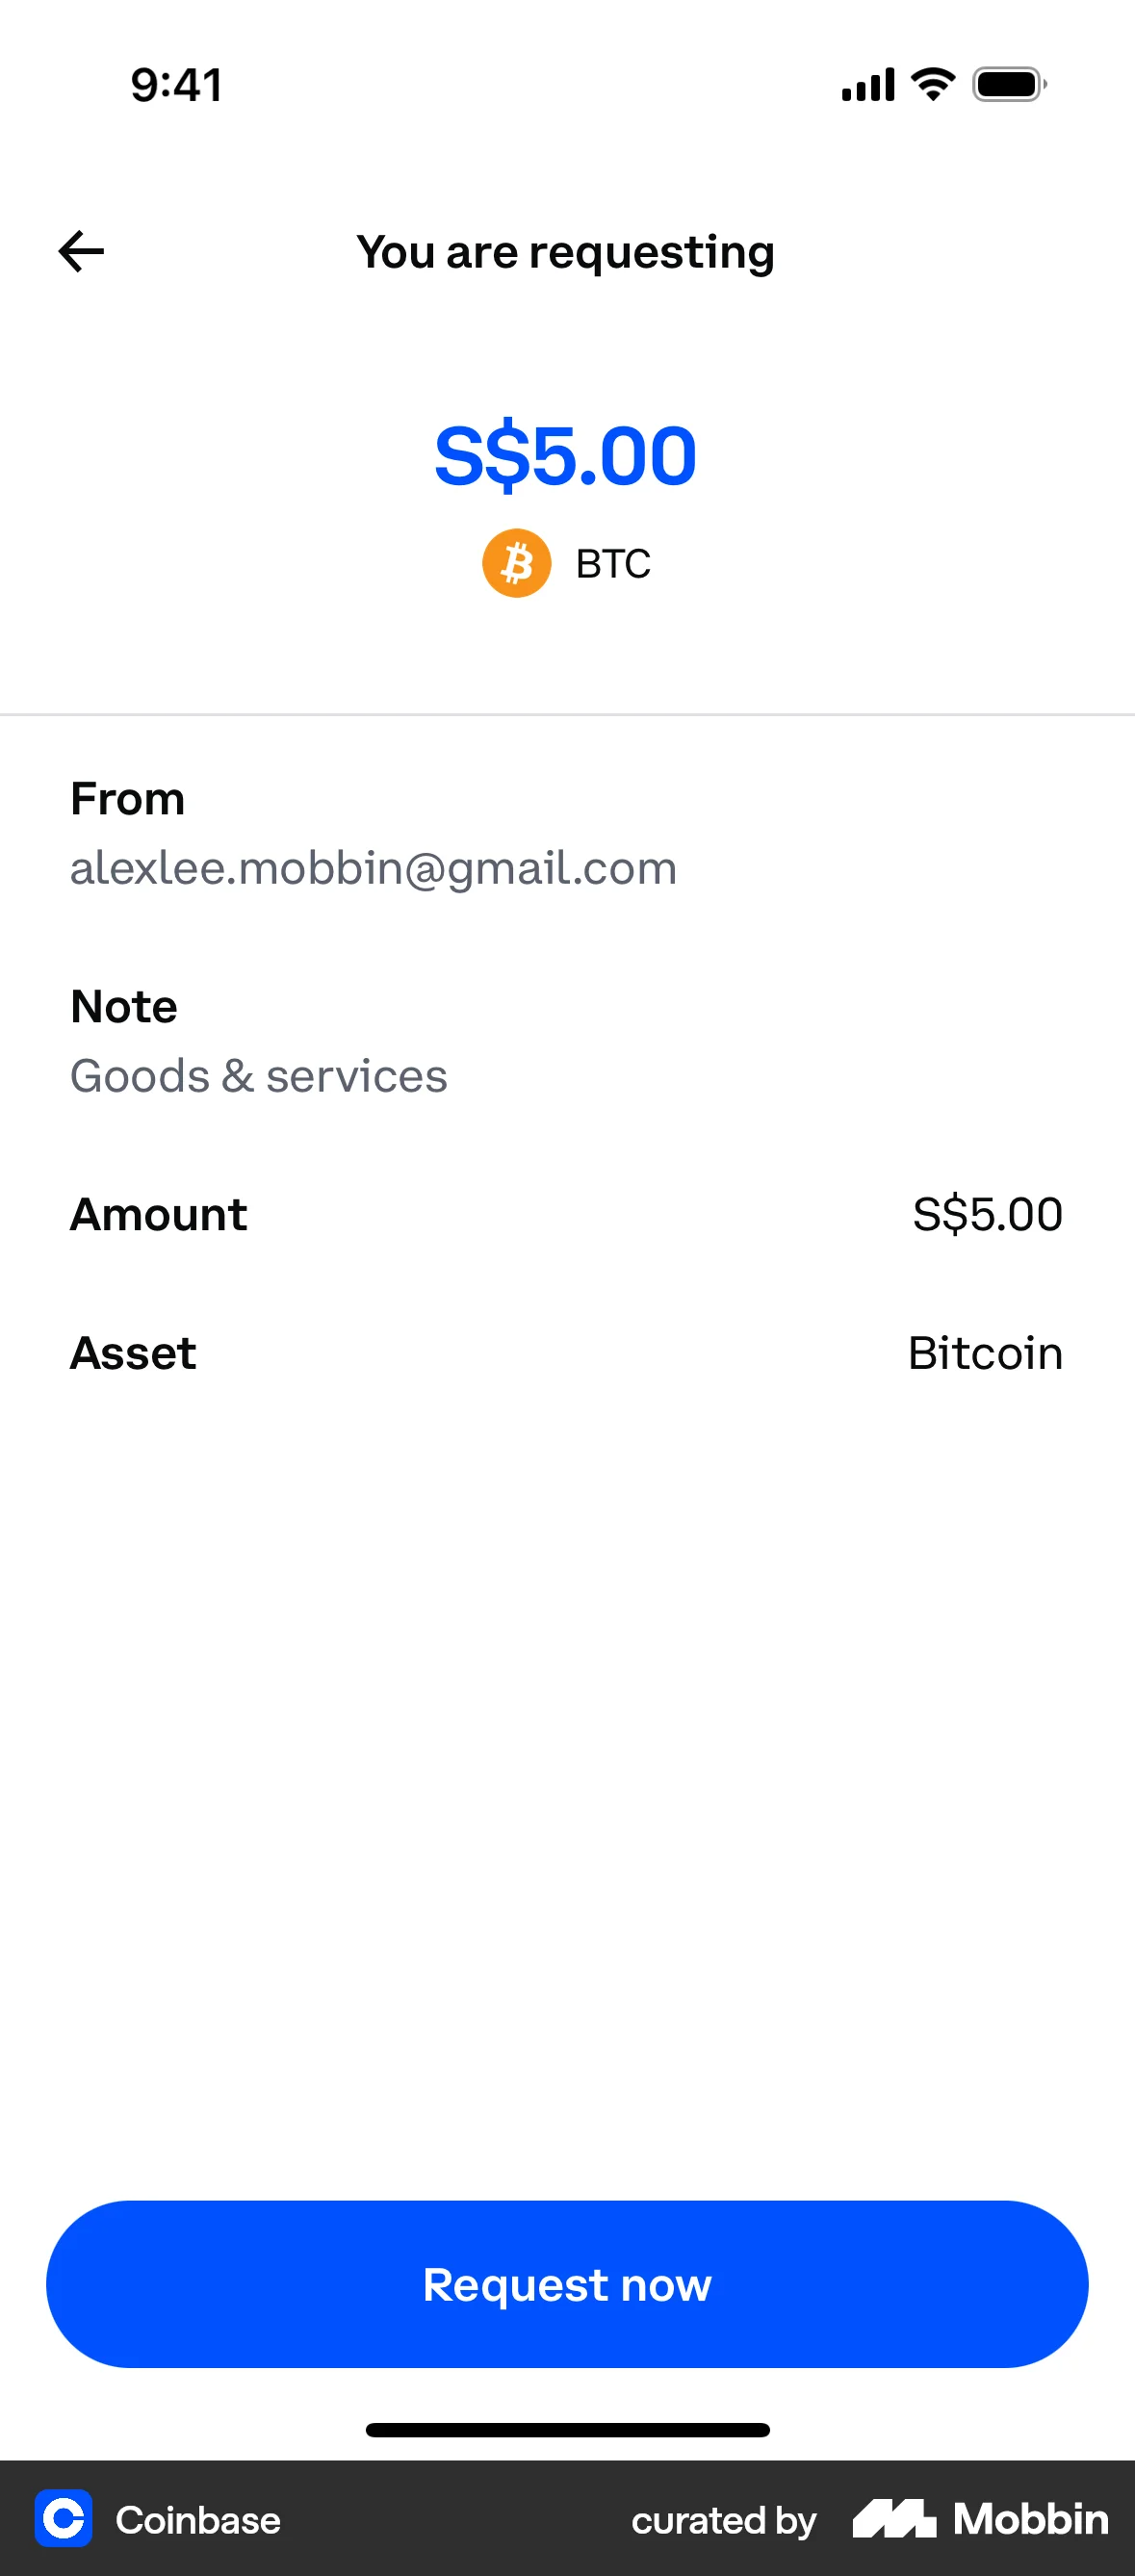 9:41
You are requesting
S$5.00
BTC
From
alexlee.mobbin@gmail.com
Note
Goods & services
Amount S$5.00
Asset Bitcoin
Request now
Coinbase curated by Mobbin